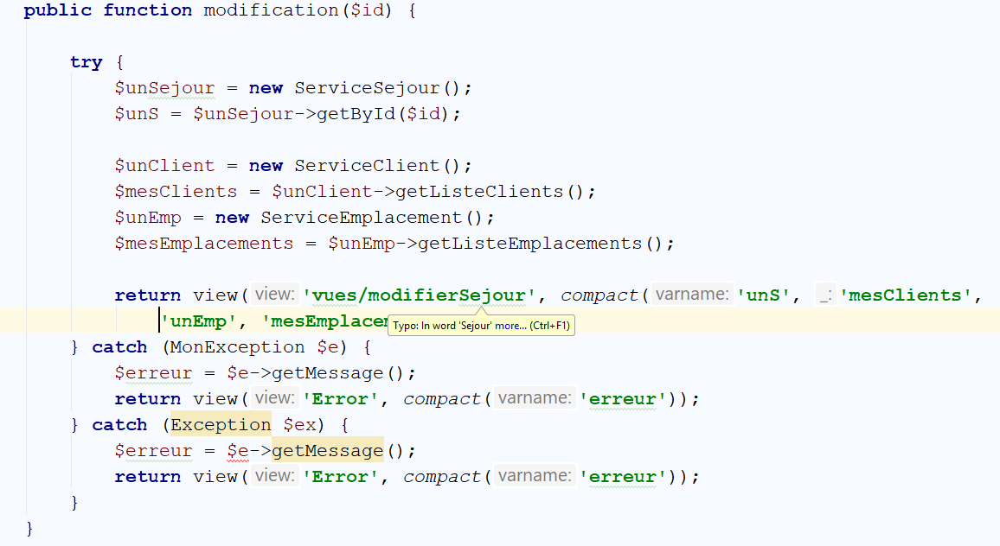 public function modification($id) {
try {
$unSejour = new ServiceSejour();
$unS = $unSejour->getById($id);
$unClient = new ServiceClient();
$mesClients = $unClient->getListeClients();
$unEmp = new ServiceEmplacement();
$mesEmplacements = $unEmp->getListeEmplacements();
return view( view: 'vues/modifierSejour', compact( varname: 'unS', _: 'mesClients',
'unEmp', 'mesEmplacem
Typo: In word 'Sejour' more... (Ctrl+F1)
} catch (MonException $e) {
$erreur = $e->getMessage();
return view( view: 'Error', compact( varname: 'erreur'));
} catch (Exception $ex) {
$erreur = $e->getMessage();
return view( view: 'Error', compact( varname: 'erreur'));
}
}